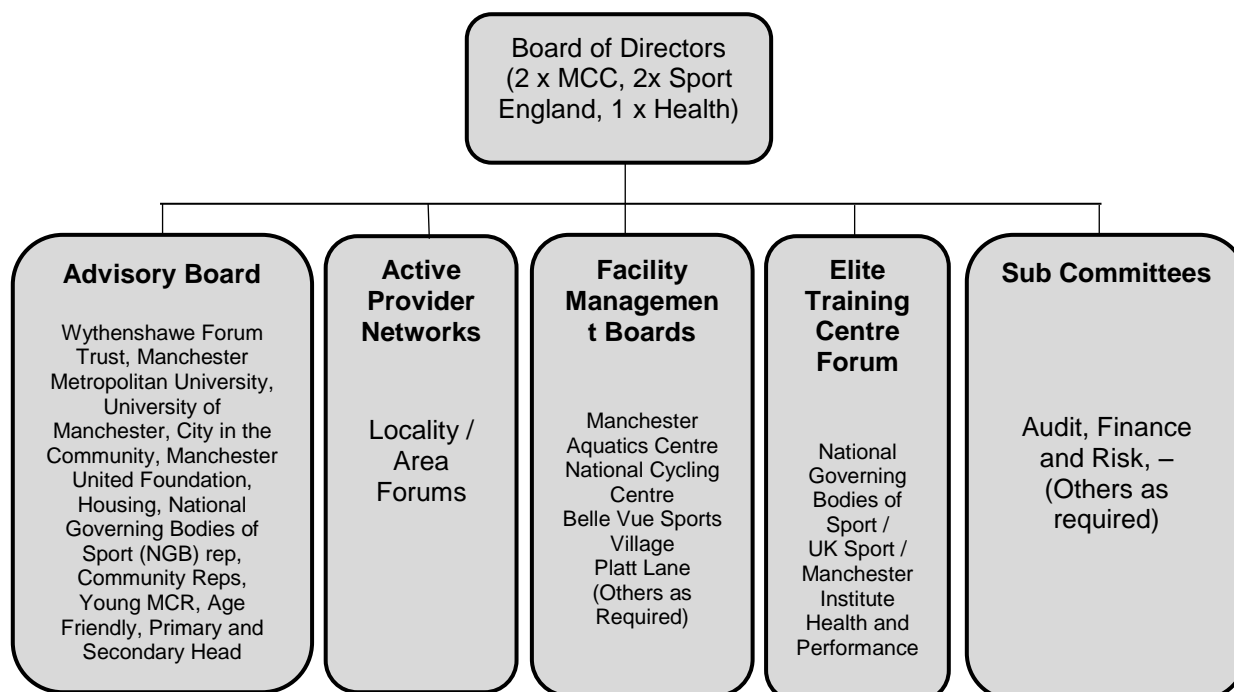 Board of Directors
(2 x MCC, 2x Sport
England, 1 x Health)
Advisory Board
Wythenshawe Forum
Trust, Manchester
Metropolitan University,
University of
Manchester, City in the
Community, Manchester
United Foundation,
Housing, National
Governing Bodies of
Sport (NGB) rep,
Community Reps,
Young MCR, Age
Friendly, Primary and
Secondary Head
Active
Provider
Networks
Locality /
Area
Forums
Facility
Managemen
t Boards
Manchester
Aquatics Centre
National Cycling
Centre
Belle Vue Sports
Village
Platt Lane
(Others as
Required)
Elite
Training
Centre
Forum
National
Governing
Bodies of
Sport /
UK Sport /
Manchester
Institute
Health and
Performance
Sub Committees
Audit, Finance
and Risk, –
(Others as
required)